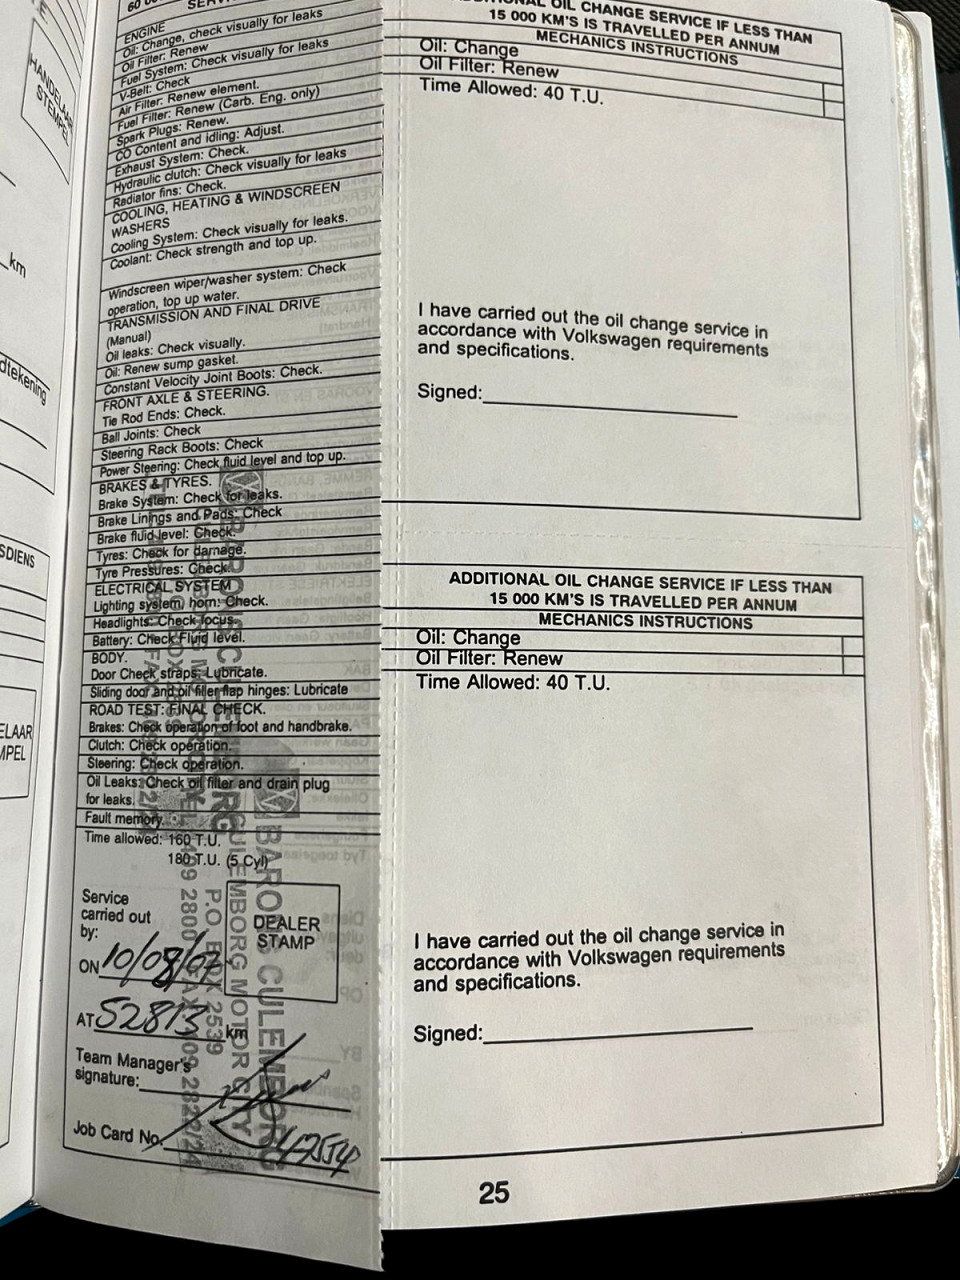 HANDELAAR
STEMPEL
km
dtekening
SDIENS
ELAAR
MPEL
ENGINE
Oil: Change, check visually for leaks
Oil Filter: Renew
Fuel System: Check visually for leaks
V-Belt: Check
Air Filter: Renew element.
Fuel Filter: Renew (Carb. Eng. only)
Spark Plugs: Renew.
CO Content and idling: Adjust.
Exhaust System: Check.
Hydraulic clutch: Check visually for leaks
Radiator fins: Check.
COOLING, HEATING & WINDSCREEN
WASHERS
Cooling System: Check visually for leaks.
Coolant: Check strength and top up.
Windscreen wiper/washer system: Check
operation, top up water.
TRANSMISSION AND FINAL DRIVE
(Manual)
Oil leaks: Check visually.
Oil: Renew sump gasket.
Constant Velocity Joint Boots: Check.
FRONT AXLE & STEERING.
Tie Rod Ends: Check.
Ball Joints: Check
Steering Rack Boots: Check
Power Steering: Check fluid level and top up.
BRAKES & TYRES.
Brake System: Check for leaks.
Brake Linings and Pads: Check
Brake fluid level: Check.
Tyres: Check for damage.
Tyre Pressures: Check.
ELECTRICAL SYSTEM
Lighting system, horn: Check.
Headlights: Check focus.
Battery: Check Fluid level.
BODY.
Door Check straps: Lubricate.
Sliding door and oil filler flap hinges: Lubricate
ROAD TEST: FINAL CHECK.
Brakes: Check operation of foot and handbrake.
Clutch: Check operation.
Steering: Check operation.
Oil Leaks: Check oil filter and drain plug
for leaks.
Fault memory.
Time allowed: 160 T.U.
180 T.U. (5 Cyl)
Service
carried out
by:
DEALER
STAMP
ON 10/08/07
AT 52813 km
Team Manager's
signature:
Job Card No.
BARONS CULEMBORG
CULEMBORG MOTOR CITY
P.O. BOX 2539
ADDITIONAL OIL CHANGE SERVICE IF LESS THAN
15 000 KM'S IS TRAVELLED PER ANNUM
MECHANICS INSTRUCTIONS
Oil: Change
Oil Filter: Renew
Time Allowed: 40 T.U.
I have carried out the oil change service in
accordance with Volkswagen requirements
and specifications.
Signed:
ADDITIONAL OIL CHANGE SERVICE IF LESS THAN
15 000 KM'S IS TRAVELLED PER ANNUM
MECHANICS INSTRUCTIONS
Oil: Change
Oil Filter: Renew
Time Allowed: 40 T.U.
I have carried out the oil change service in
accordance with Volkswagen requirements
and specifications.
Signed:
25